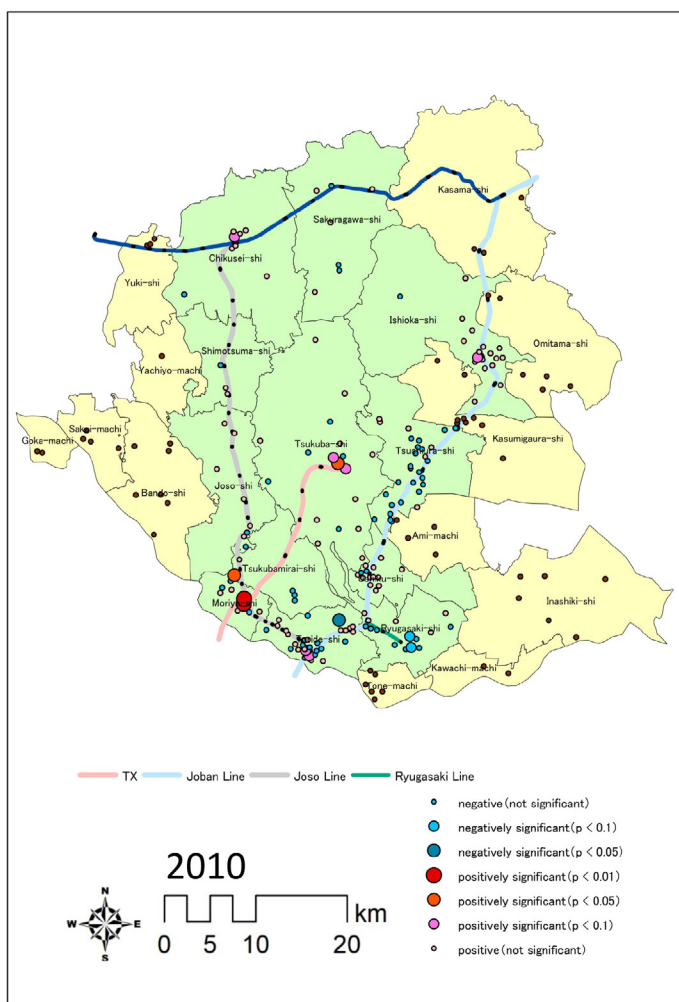 Kasama-shi
Sakuragawa-shi
Chikusei-shi
Yuki-shi
Ishioka-shi
Omitama-shi
Shimotsuma-shi
Yachiyo-machi
Tsukuba-shi
Tsuchiura-shi
Kasumigaura-shi
Sakai-machi
Goka-machi
Bando-shi
Joso-shi
Ami-machi
Tsukubamirai-shi
Moriya-shi
Inashiki-shi
Ryugasaki-shi
Kawachi-machi
Tone-machi
TX
Joban Line
Joso Line
Ryugasaki Line
negative(not significant)
negatively significant(p < 0.1)
negatively significant(p < 0.05)
positively significant(p < 0.01)
positively significant(p < 0.05)
positively significant(p < 0.1)
positive(not significant)
2010
N
W E
S
km
0 5 10 20